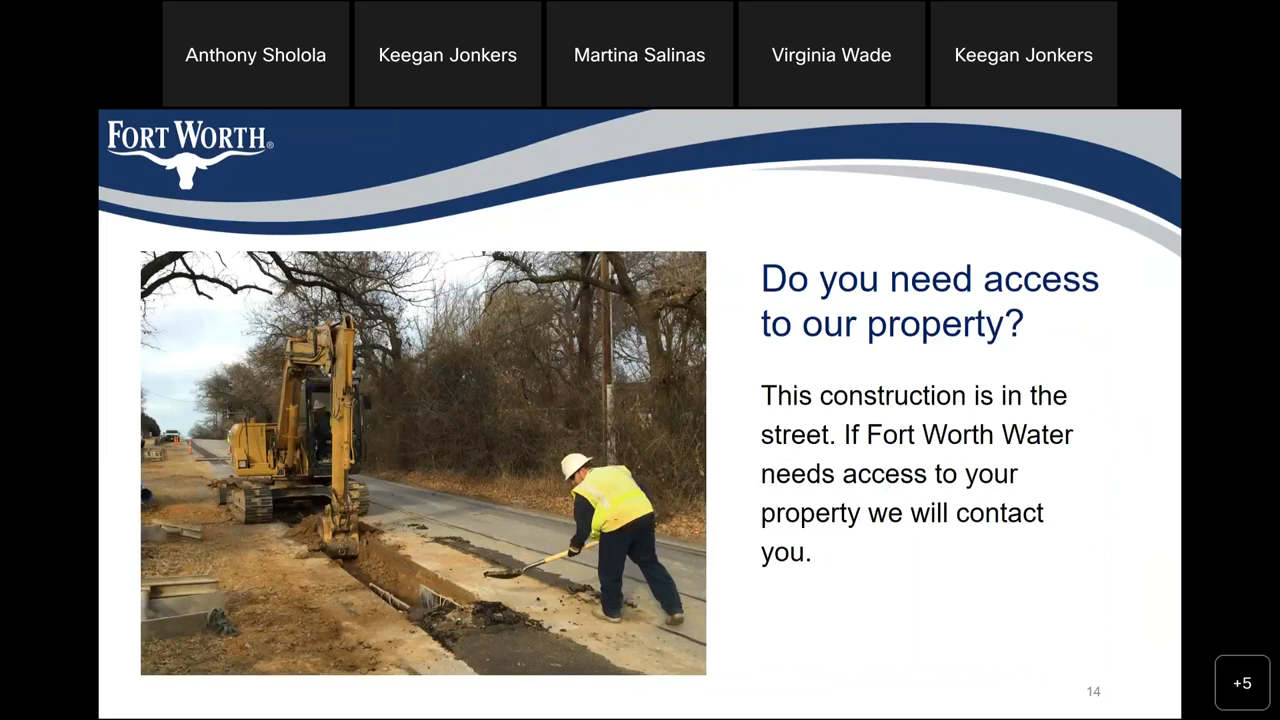 Anthony Sholola
Keegan Jonkers
Martina Salinas
Virginia Wade
Keegan Jonkers
FORT WORTH®
Do you need access
to our property?
This construction is in the
street. If Fort Worth Water
needs access to your
property we will contact
you.
14
+5